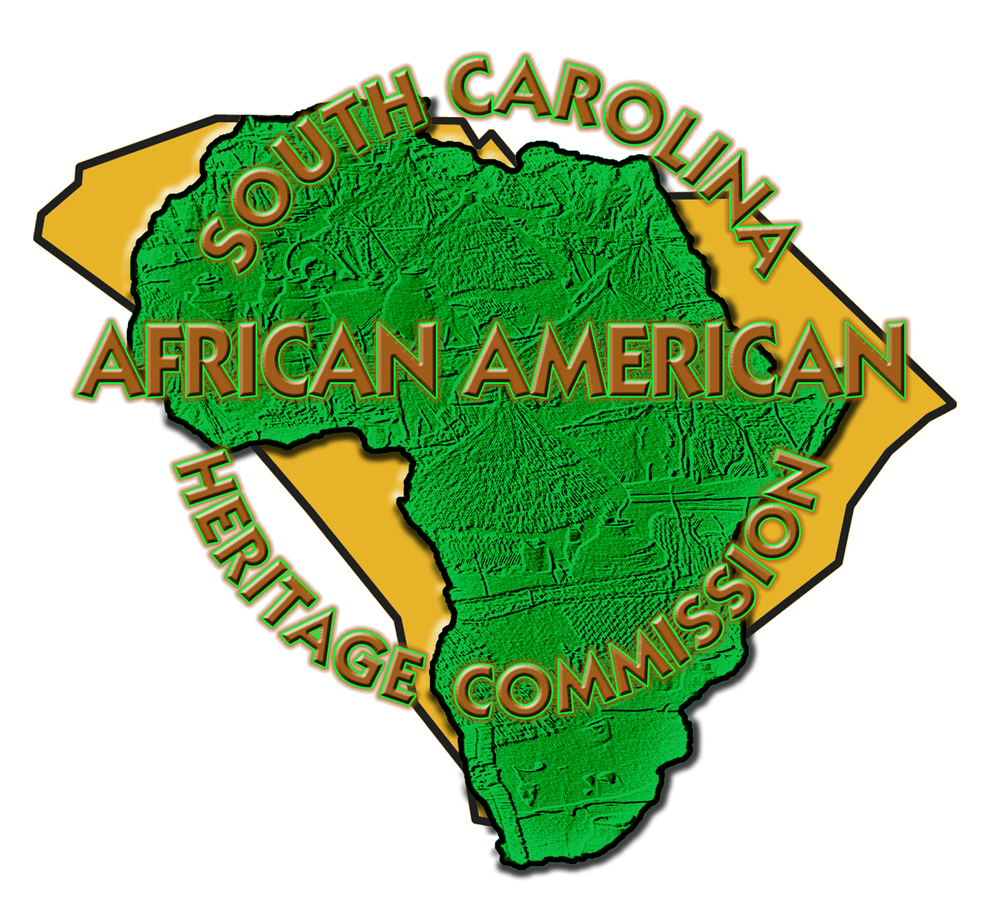 SOUTH CAROLINA
AFRICAN AMERICAN
HERITAGE COMMISSION